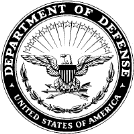 DEPARTMENT OF DEFENSE
UNITED STATES OF AMERICA